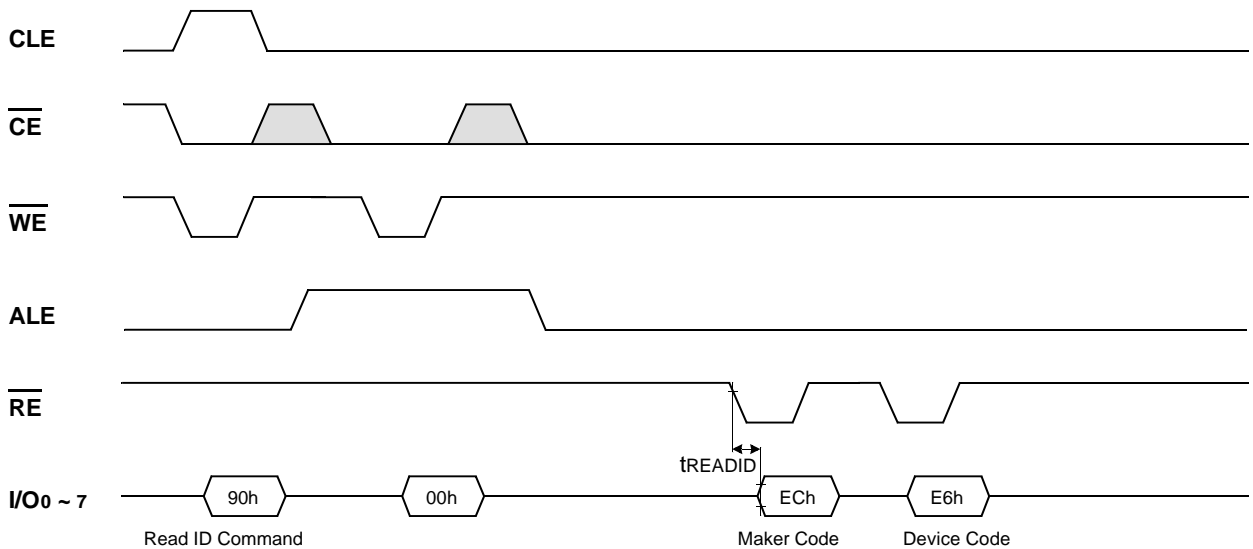 CLE
CE
WE
ALE
RE
tREADID
I/O0 ~ 7
90h
00h
ECh
E6h
Read ID Command
Maker Code
Device Code